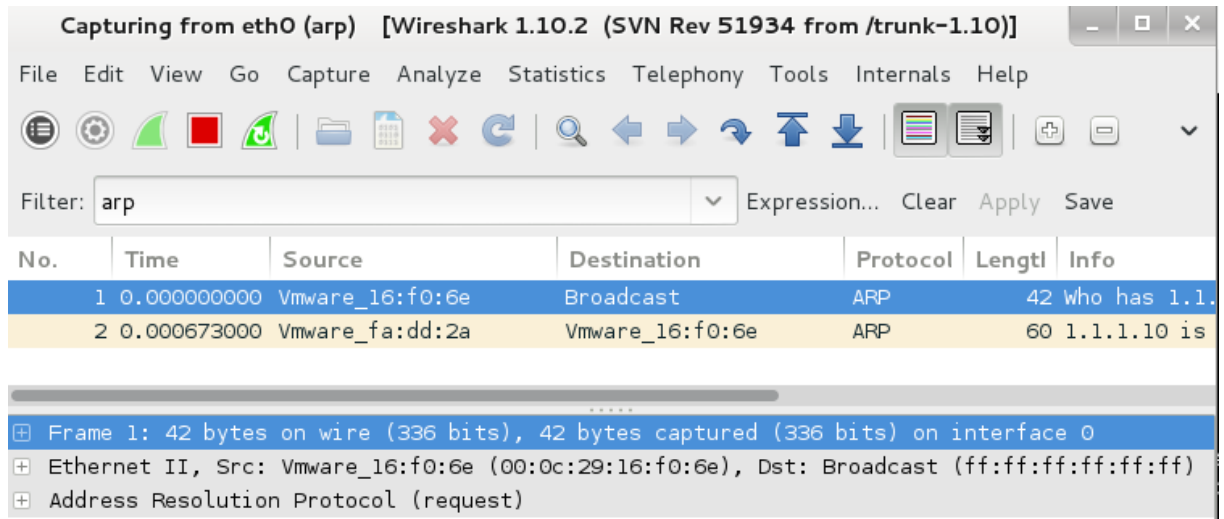 Capturing from eth0 (arp) [Wireshark 1.10.2 (SVN Rev 51934 from /trunk-1.10)]
File Edit View Go Capture Analyze Statistics Telephony Tools Internals Help
Filter: arp Expression... Clear Apply Save
No. Time Source Destination Protocol Lengtl Info
1 0.000000000 Vmware_16:f0:6e Broadcast ARP 42 Who has 1.1.
2 0.000673000 Vmware_fa:dd:2a Vmware_16:f0:6e ARP 60 1.1.1.10 is
Frame 1: 42 bytes on wire (336 bits), 42 bytes captured (336 bits) on interface 0
Ethernet II, Src: Vmware_16:f0:6e (00:0c:29:16:f0:6e), Dst: Broadcast (ff:ff:ff:ff:ff:ff)
Address Resolution Protocol (request)